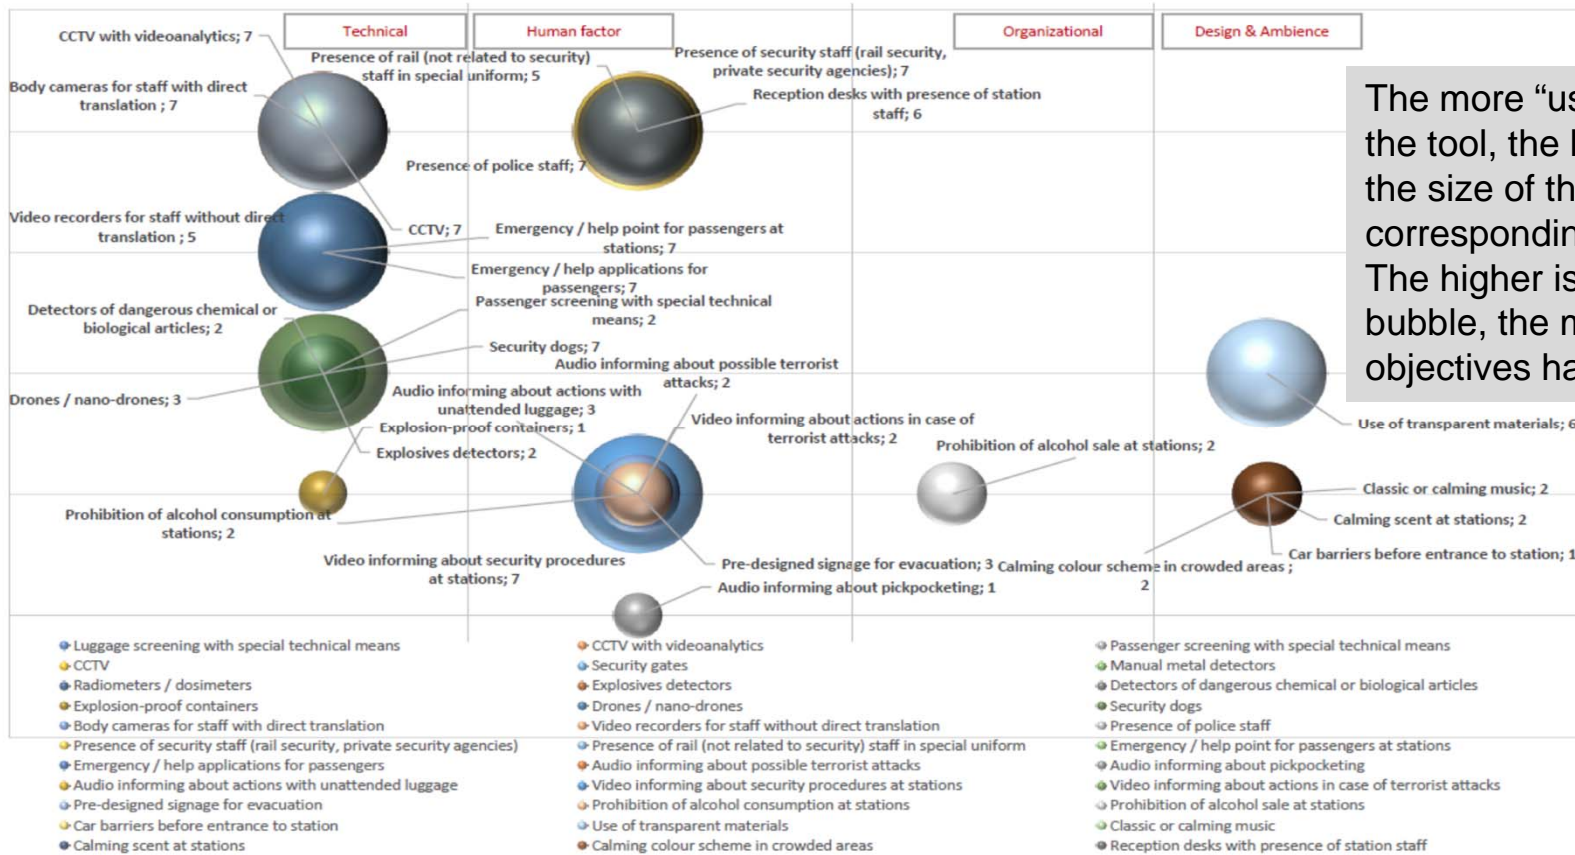 Technical
Human factor
Organizational
Design & Ambience
CCTV with videoanalytics; 7
Body cameras for staff with direct
translation ; 7
Presence of rail (not related to security)
staff in special uniform; 5
Presence of security staff (rail security,
private security agencies); 7
Reception desks with presence of station
staff; 6
Presence of police staff; 7
The more “us
the tool, the
the size of th
correspondin
The higher is
bubble, the
objectives ha
Video recorders for staff without direct
translation ; 5
CCTV; 7
Emergency / help point for passengers at
stations; 7
Emergency / help applications for
passengers; 7
Detectors of dangerous chemical or
biological articles; 2
Passenger screening with special technical
means; 2
Security dogs; 7
Audio informing about possible terrorist
attacks; 2
Drones / nano-drones; 3
Audio informing about actions with
unattended luggage; 3
Explosion-proof containers; 1
Explosives detectors; 2
Video informing about actions in case of
terrorist attacks; 2
Prohibition of alcohol sale at stations; 2
Use of transparent materials; 6
Classic or calming music; 2
Calming scent at stations; 2
Car barriers before entrance to station; 1
Prohibition of alcohol consumption at
stations; 2
Video informing about security procedures
at stations; 7
Pre-designed signage for evacuation; 3
Calming colour scheme in crowded areas ;
2
Audio informing about pickpocketing; 1
Luggage screening with special technical means
CCTV with videoanalytics
Passenger screening with special technical means
CCTV
Security gates
Manual metal detectors
Radiometers / dosimeters
Explosives detectors
Detectors of dangerous chemical or biological articles
Explosion-proof containers
Drones / nano-drones
Security dogs
Body cameras for staff with direct translation
Video recorders for staff without direct translation
Presence of police staff
Presence of security staff (rail security, private security agencies)
Presence of rail (not related to security) staff in special uniform
Emergency / help point for passengers at stations
Emergency / help applications for passengers
Audio informing about possible terrorist attacks
Audio informing about pickpocketing
Audio informing about actions with unattended luggage
Video informing about security procedures at stations
Video informing about actions in case of terrorist attacks
Pre-designed signage for evacuation
Prohibition of alcohol consumption at stations
Prohibition of alcohol sale at stations
Car barriers before entrance to station
Use of transparent materials
Classic or calming music
Calming scent at stations
Calming colour scheme in crowded areas
Reception desks with presence of station staff